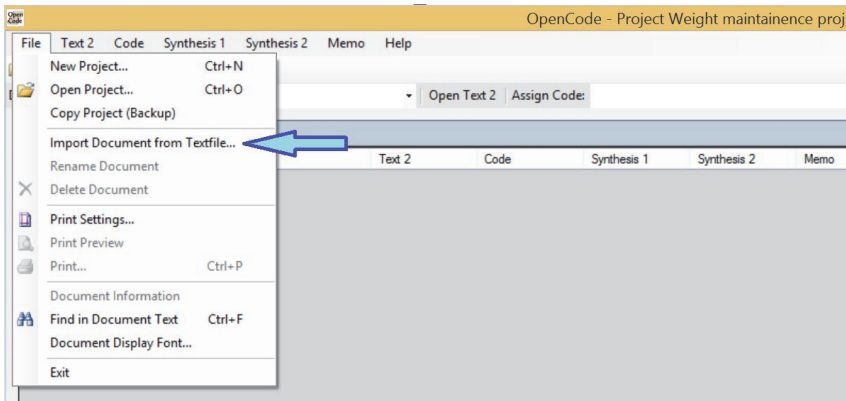 Open Code
OpenCode - Project Weight maintainence proj
File Text 2 Code Synthesis 1 Synthesis 2 Memo Help
New Project... Ctrl+N
Open Project... Ctrl+O
Copy Project (Backup)
Import Document from Textfile...
Rename Document
Delete Document
Print Settings...
Print Preview
Print... Ctrl+P
Document Information
Find in Document Text Ctrl+F
Document Display Font...
Exit
Open Text 2 Assign Code:
Text 2 Code Synthesis 1 Synthesis 2 Memo